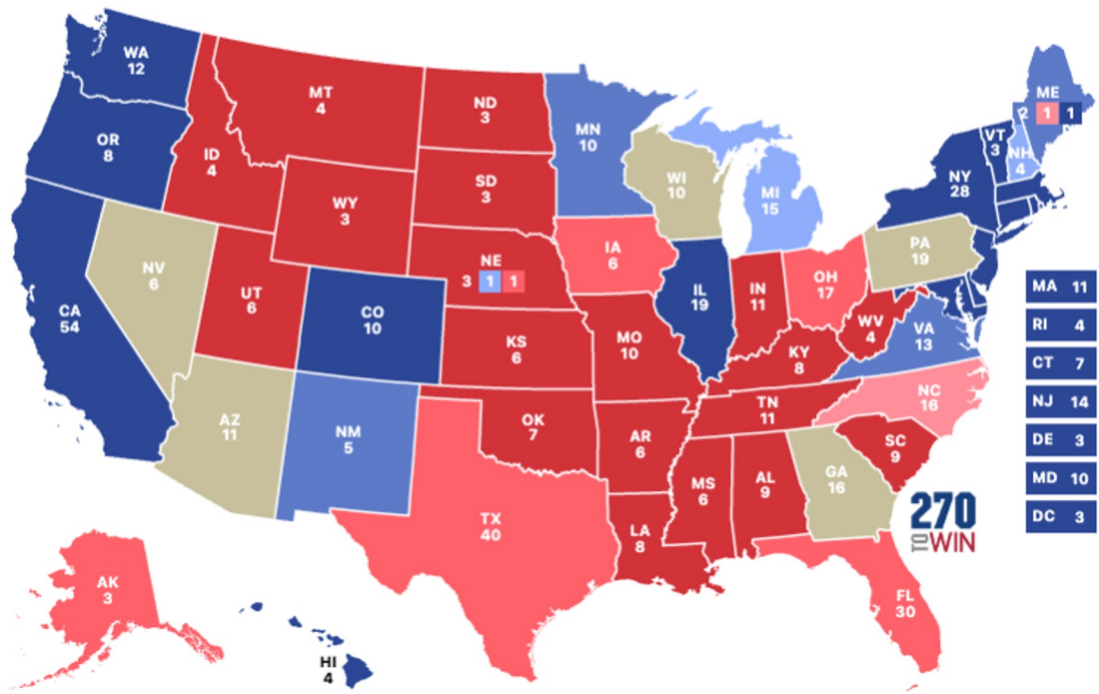 WA
12
OR
8
CA
54
NV
6
ID
4
MT
4
WY
3
UT
6
AZ
11
CO
10
NM
5
ND
3
SD
3
NE
3 1 1
KS
6
OK
7
TX
40
MN
10
IA
6
MO
10
AR
6
LA
8
WI
10
IL
19
MI
15
IN
11
OH
17
KY
8
TN
11
MS
6
AL
9
GA
16
FL
30
SC
9
NC
16
VA
13
WV
4
PA
19
NY
28
VT
3
NH
4
ME
2 1 1
MA 11
RI 4
CT 7
NJ 14
DE 3
MD 10
DC 3
AK
3
HI
4
270
TO WIN